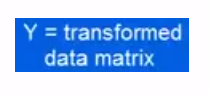 Y = transformed
data matrix